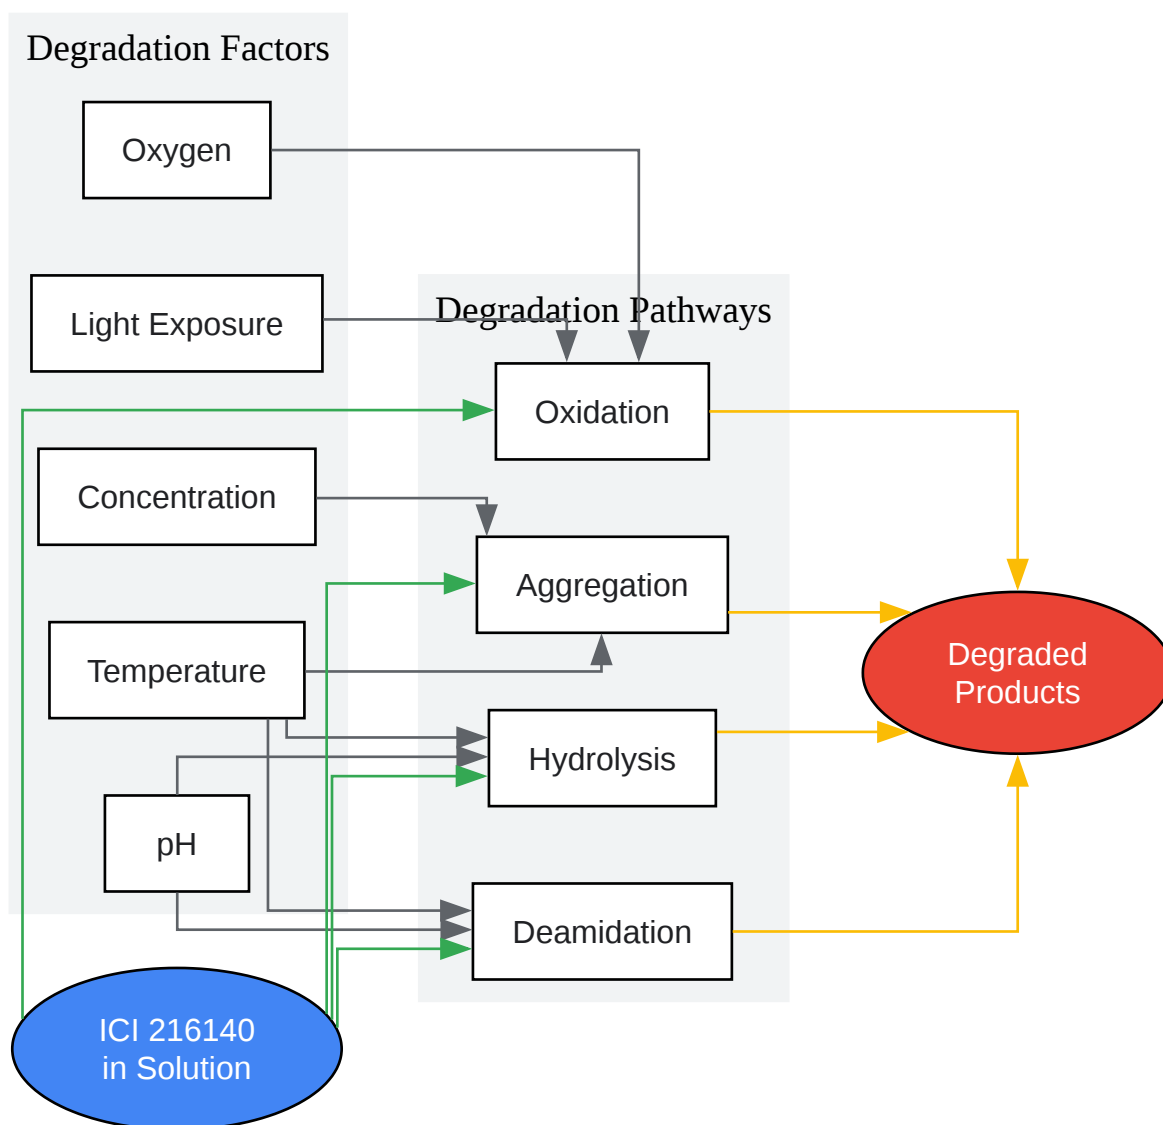 Degradation Factors
Oxygen
Light Exposure
Concentration
Temperature
pH
Degradation Pathways
Oxidation
Aggregation
Hydrolysis
Deamidation
ICI 216140
in Solution
Degraded
Products